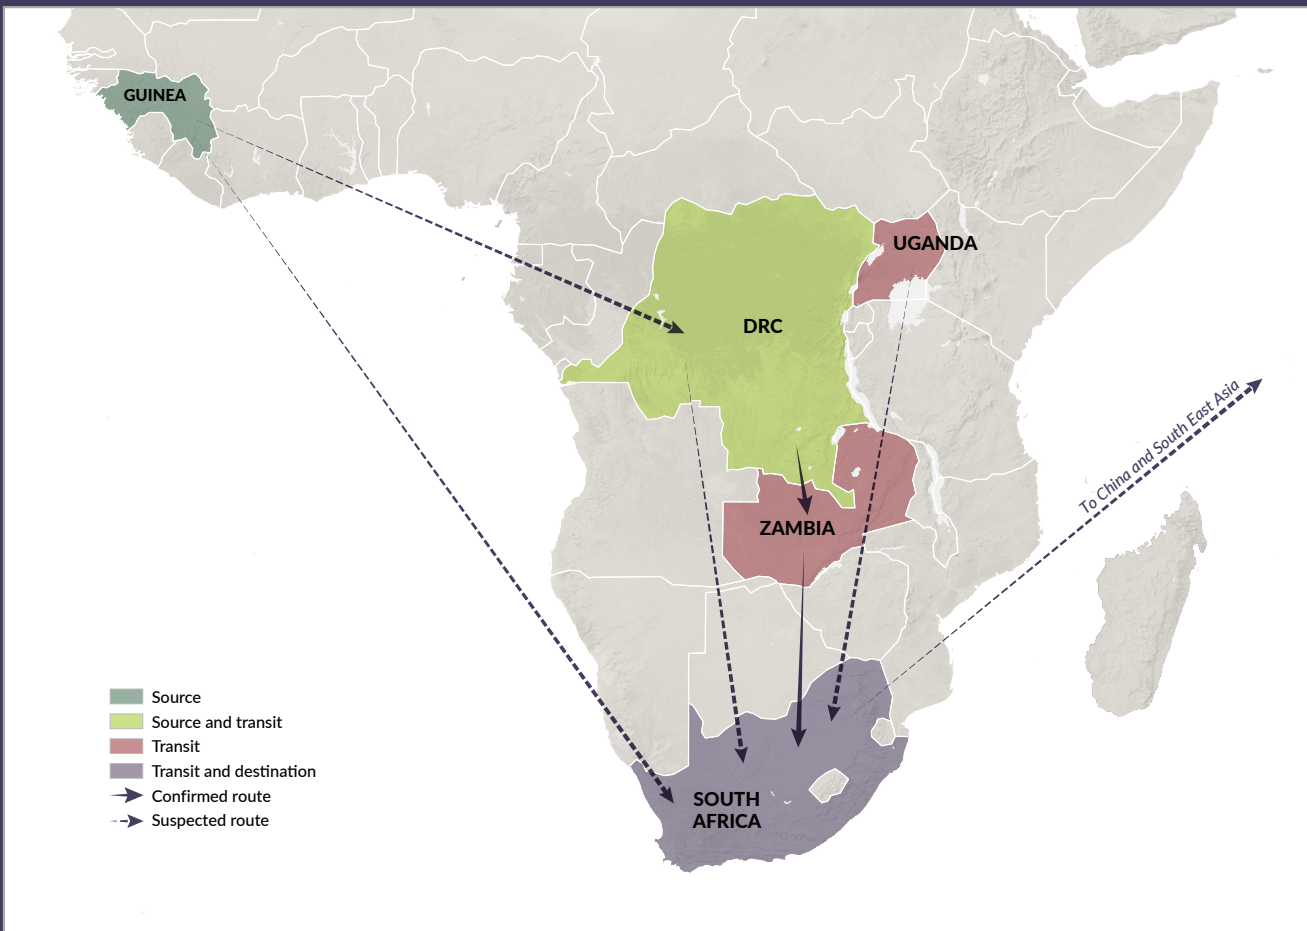 GUINEA
UGANDA
DRC
To China and South East Asia
ZAMBIA
Source
Source and transit
Transit
Transit and destination
Confirmed route
Suspected route
SOUTH
AFRICA